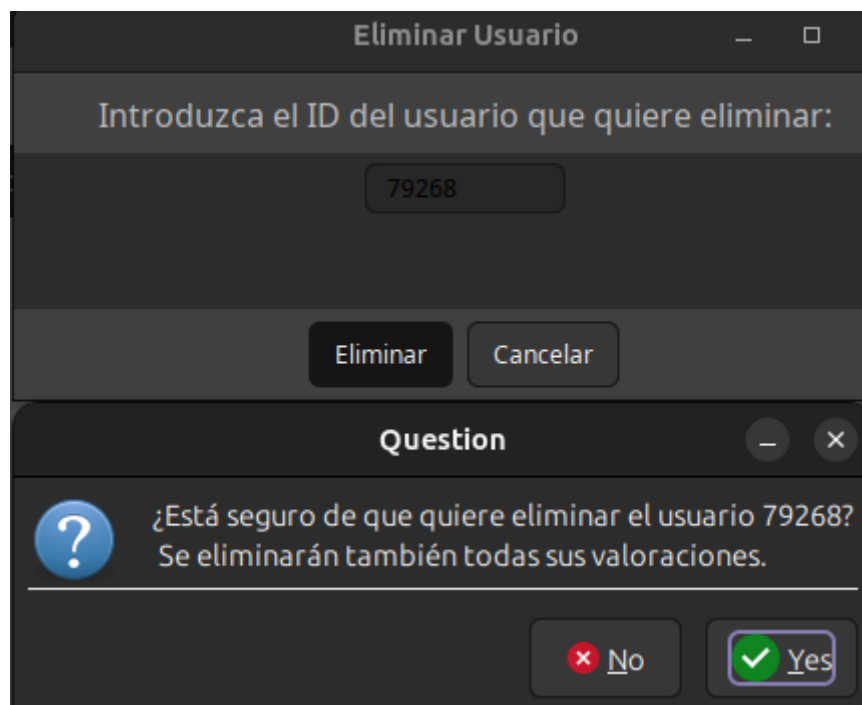 Eliminar Usuario
Introduzca el ID del usuario que quiere eliminar:
79268
Eliminar
Cancelar
Question
¿Está seguro de que quiere eliminar el usuario 79268?
Se eliminarán también todas sus valoraciones.
No
Yes